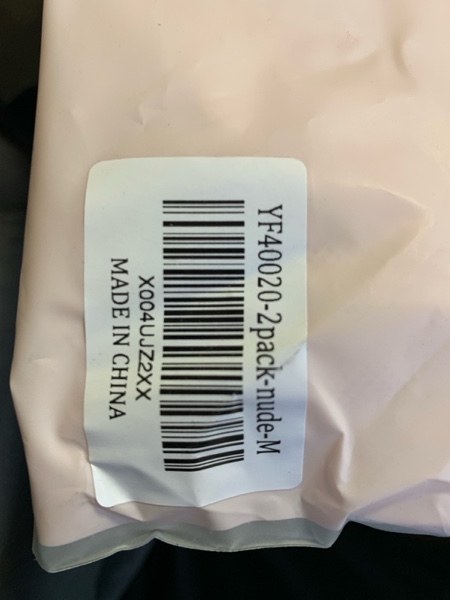 YF40020-2pack-nude-M
X004UJZ2XX
MADE IN CHINA